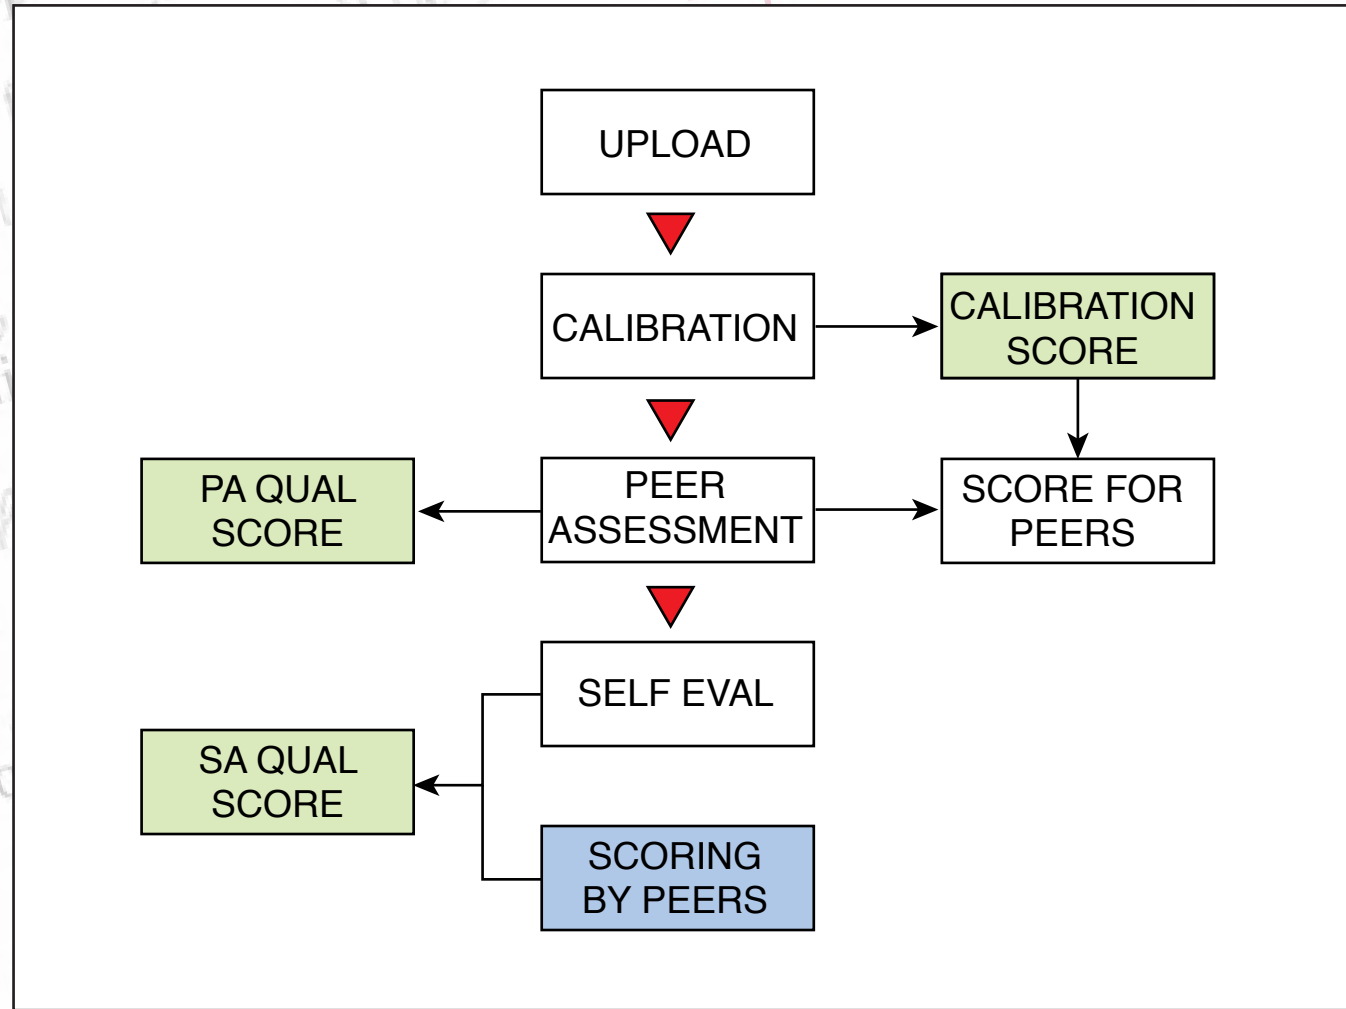 UPLOAD
CALIBRATION
CALIBRATION
SCORE
PA QUAL
SCORE
PEER
ASSESSMENT
SCORE FOR
PEERS
SELF EVAL
SA QUAL
SCORE
SCORING
BY PEERS